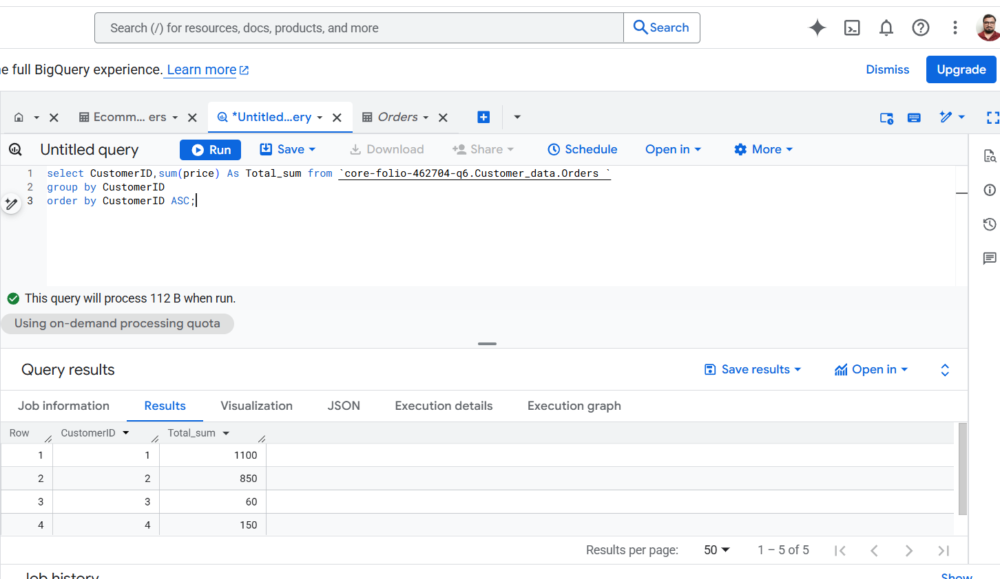 Search (/) for resources, docs, products, and more
Search
e full BigQuery experience. Learn more
Dismiss
Upgrade
Ecomm... ers
*Untitled...ery
Orders
Untitled query
Run
Save
Download
Share
Schedule
Open in
More
1 select CustomerID,sum(price) As Total_sum from `core-folio-462704-q6.Customer_data.Orders `
2 group by CustomerID
3 order by CustomerID ASC;
This query will process 112 B when run.
Using on-demand processing quota
Query results
Save results
Open in
Job information
Results
Visualization
JSON
Execution details
Execution graph
Row CustomerID Total_sum
1 1 1100
2 2 850
3 3 60
4 4 150
Results per page: 50 1 – 5 of 5
Job history
Show